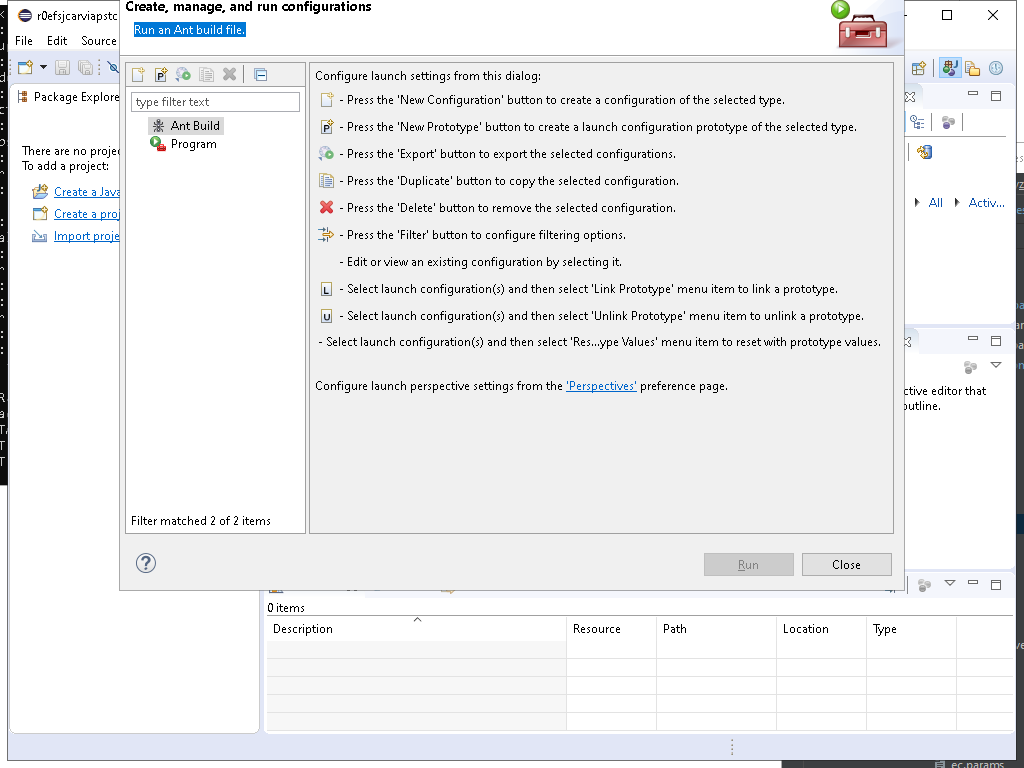 Create, manage, and run configurations
Run an Ant build file.
r0efsjcarviapstc
File Edit Source
Package Explore
There are no projec
To add a project:
Create a Java
Create a proj
Import proje
type filter text
Ant Build
Program
Filter matched 2 of 2 items
Configure launch settings from this dialog:
- Press the 'New Configuration' button to create a configuration of the selected type.
- Press the 'New Prototype' button to create a launch configuration prototype of the selected type.
- Press the 'Export' button to export the selected configurations.
- Press the 'Duplicate' button to copy the selected configuration.
- Press the 'Delete' button to remove the selected configuration.
- Press the 'Filter' button to configure filtering options.
- Edit or view an existing configuration by selecting it.
- Select launch configuration(s) and then select 'Link Prototype' menu item to link a prototype.
- Select launch configuration(s) and then select 'Unlink Prototype' menu item to unlink a prototype.
- Select launch configuration(s) and then select 'Res...ype Values' menu item to reset with prototype values.
Configure launch perspective settings from the 'Perspectives' preference page.
Run Close
All Activ...
ctive editor that
outline.
0 items
Description Resource Path Location Type
ec.params